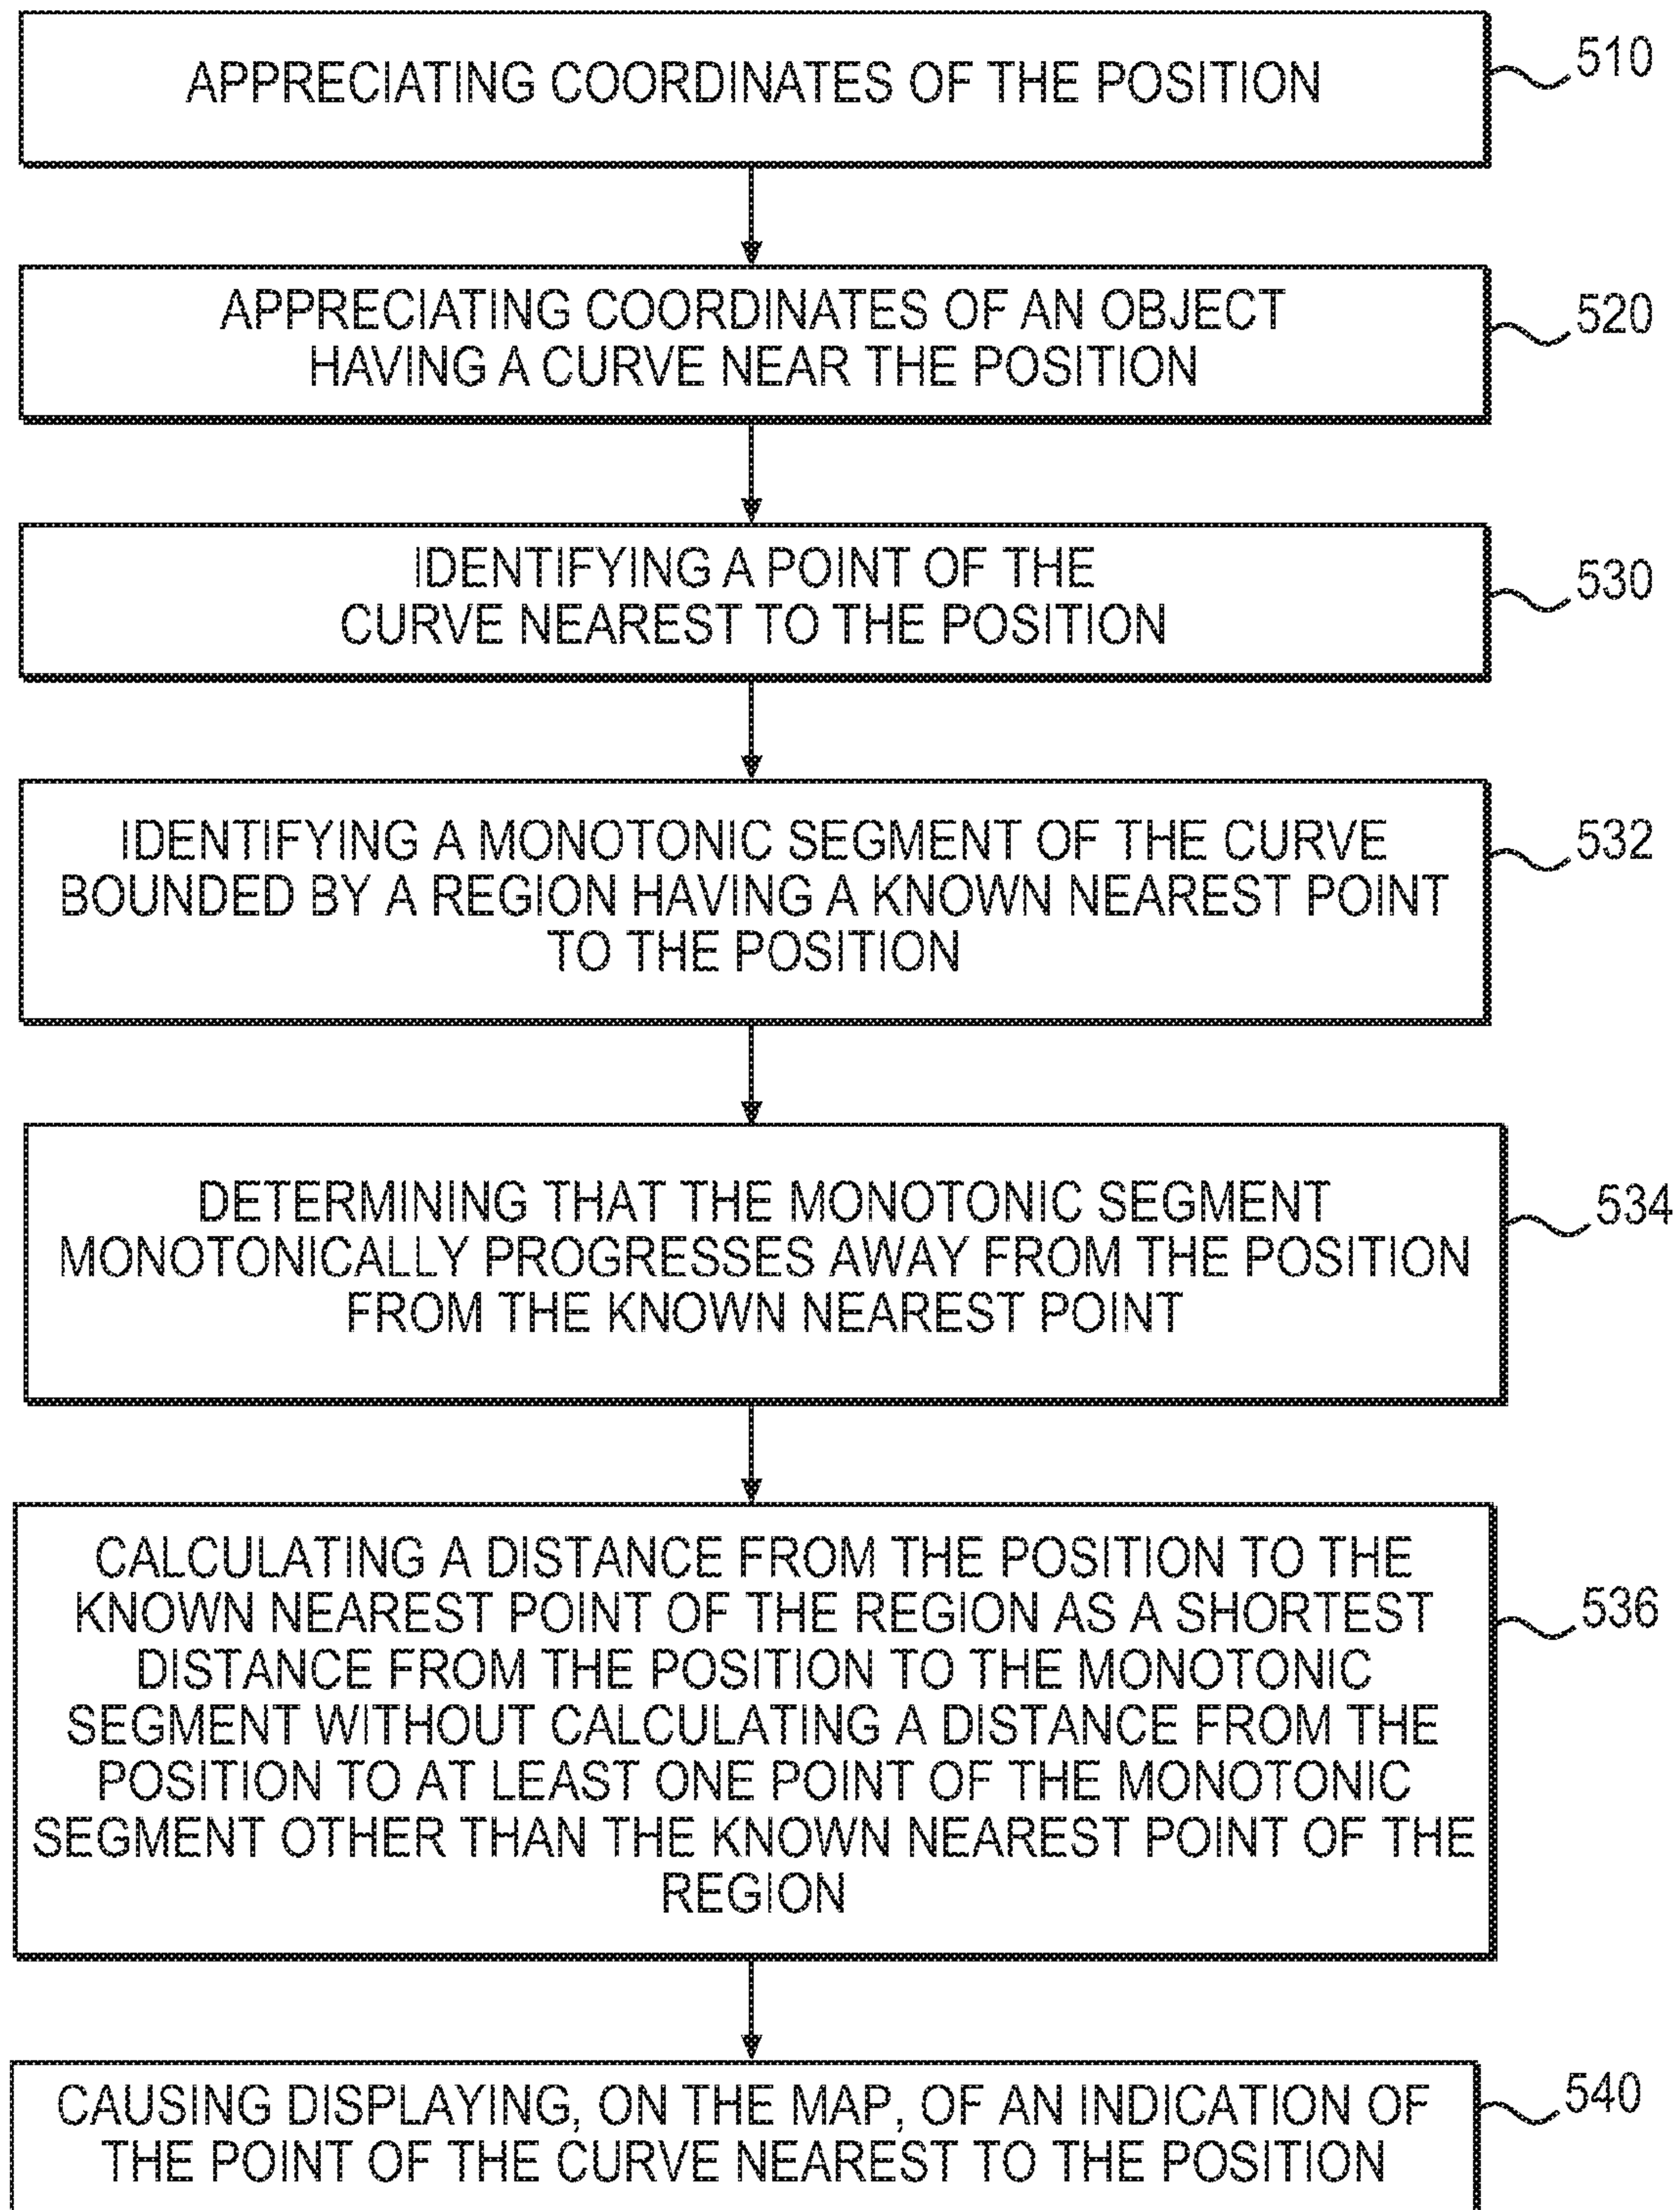 APPRECIATING COORDINATES OF THE POSITION
510
APPRECIATING COORDINATES OF AN OBJECT
HAVING A CURVE NEAR THE POSITION
520
IDENTIFYING A POINT OF THE
CURVE NEAREST TO THE POSITION
530
IDENTIFYING A MONOTONIC SEGMENT OF THE CURVE
BOUNDED BY A REGION HAVING A KNOWN NEAREST POINT
TO THE POSITION
532
DETERMINING THAT THE MONOTONIC SEGMENT
MONOTONICALLY PROGRESSES AWAY FROM THE POSITION
FROM THE KNOWN NEAREST POINT
534
CALCULATING A DISTANCE FROM THE POSITION TO THE
KNOWN NEAREST POINT OF THE REGION AS A SHORTEST
DISTANCE FROM THE POSITION TO THE MONOTONIC
SEGMENT WITHOUT CALCULATING A DISTANCE FROM THE
POSITION TO AT LEAST ONE POINT OF THE MONOTONIC
SEGMENT OTHER THAN THE KNOWN NEAREST POINT OF THE
REGION
536
CAUSING DISPLAYING, ON THE MAP, OF AN INDICATION OF
THE POINT OF THE CURVE NEAREST TO THE POSITION
540